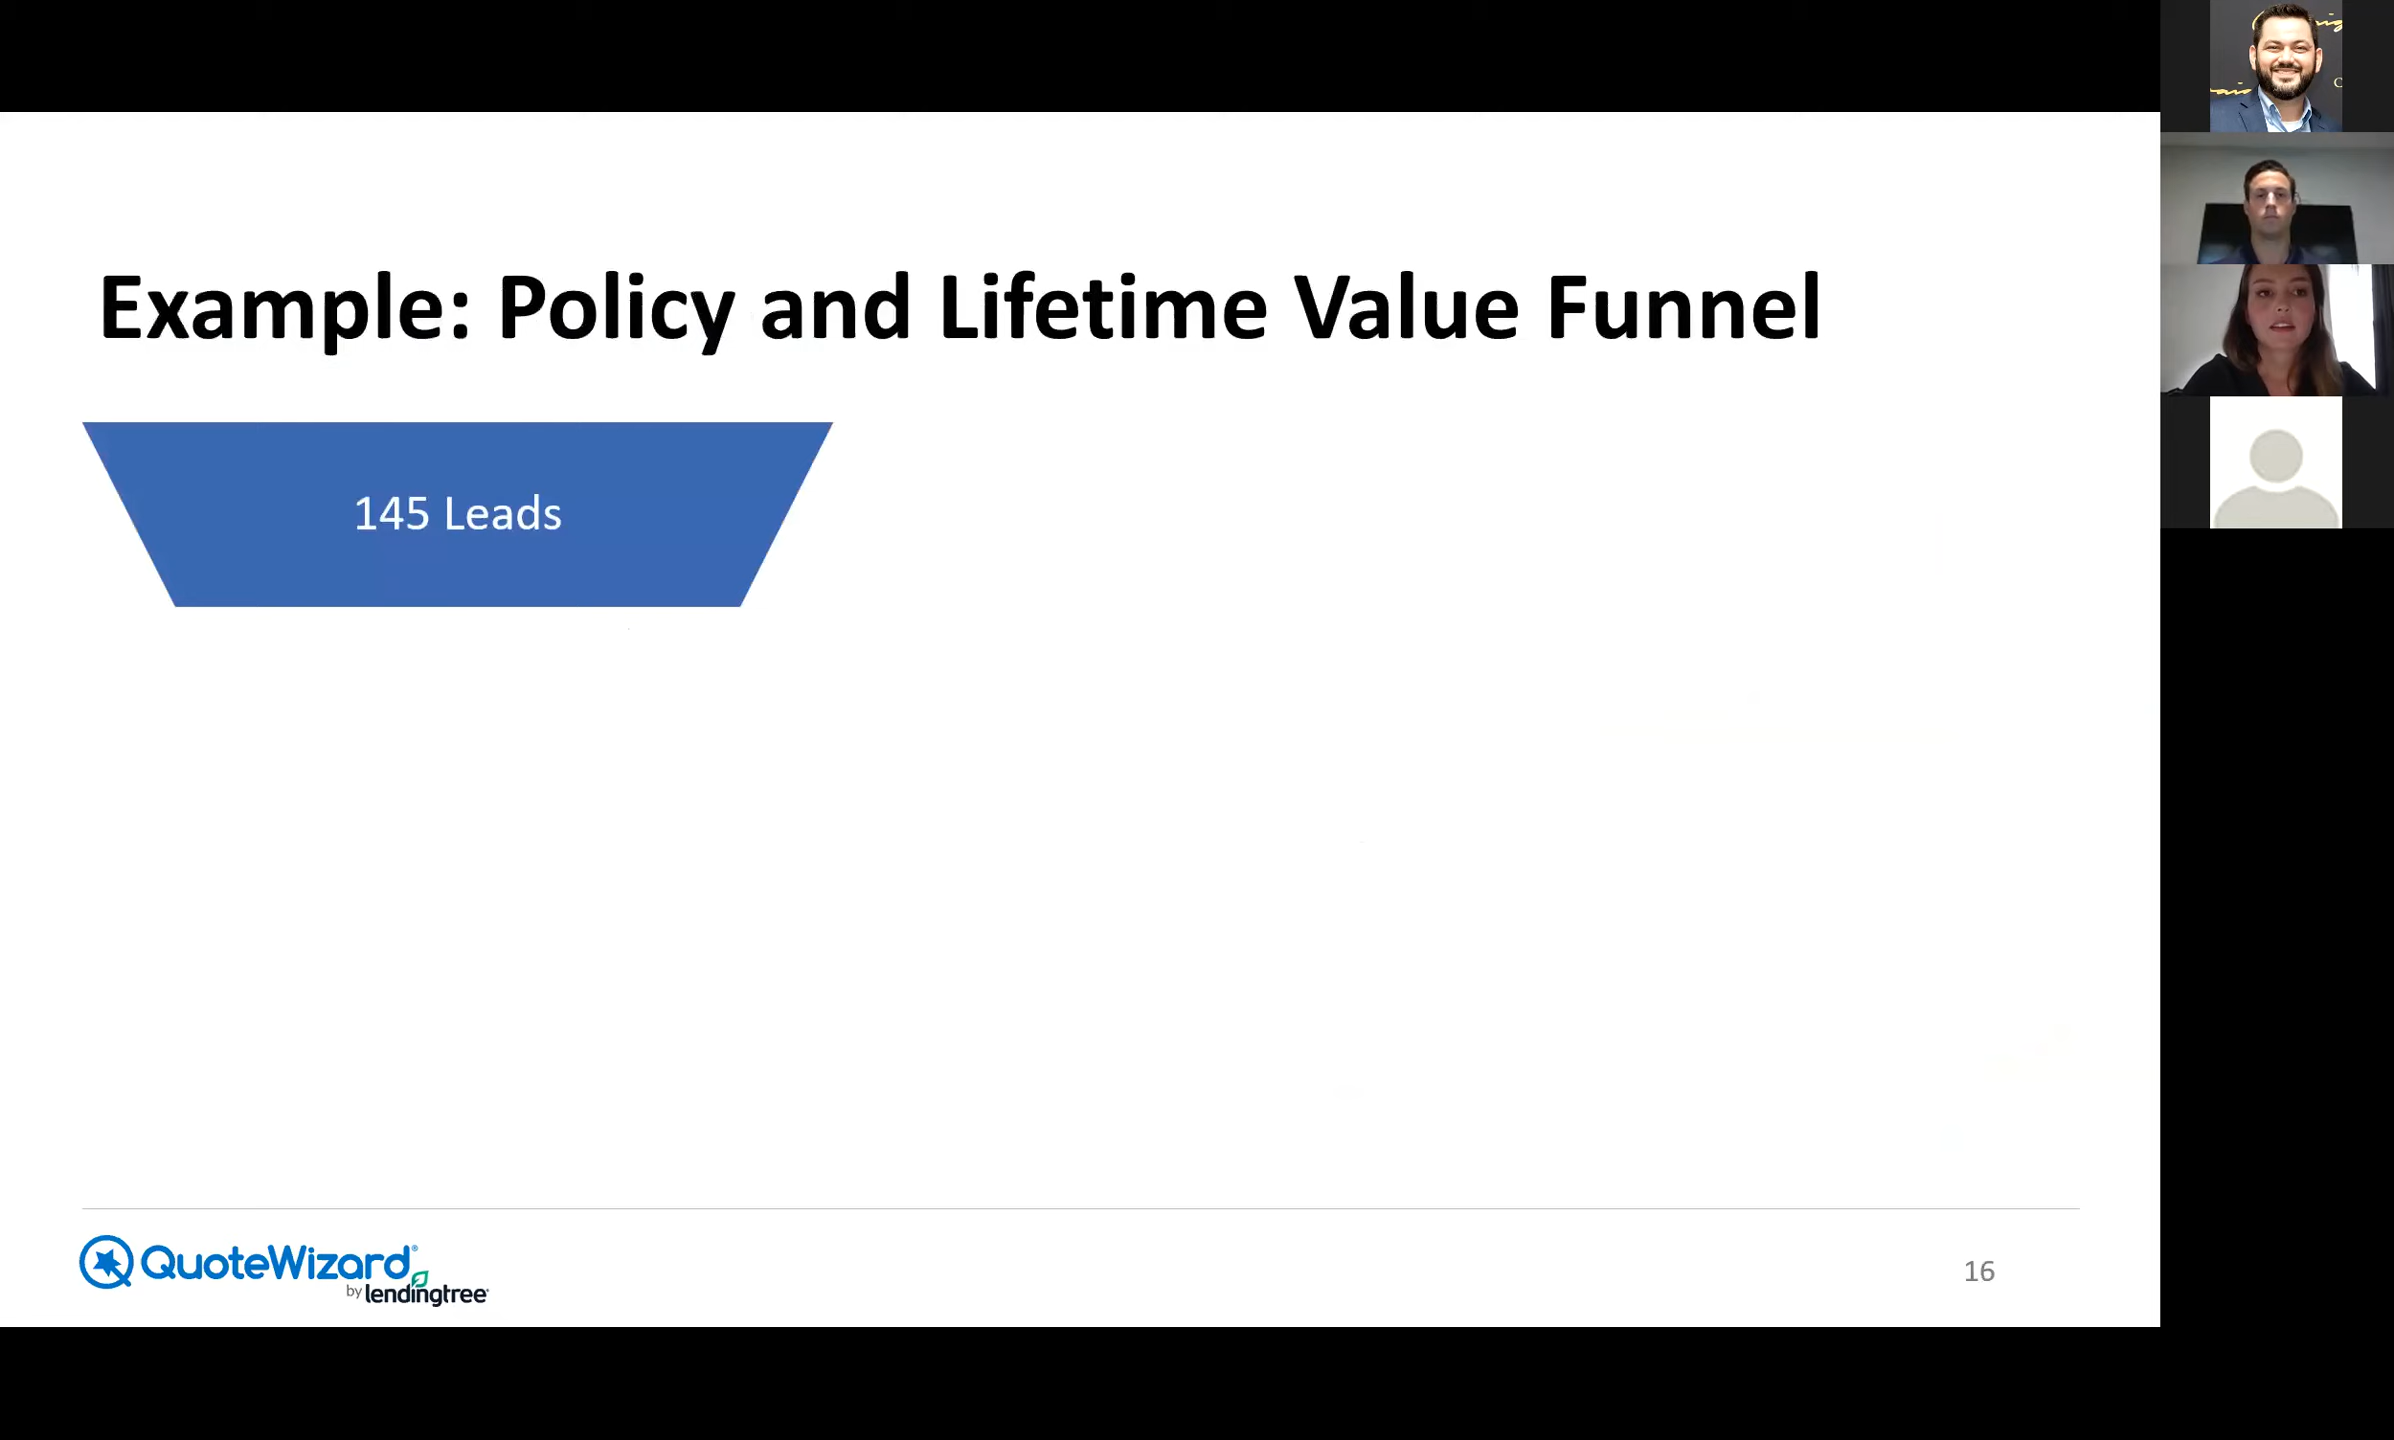 Example: Policy and Lifetime Value Funnel
145 Leads
QuoteWizard®
by lendingtree®
16